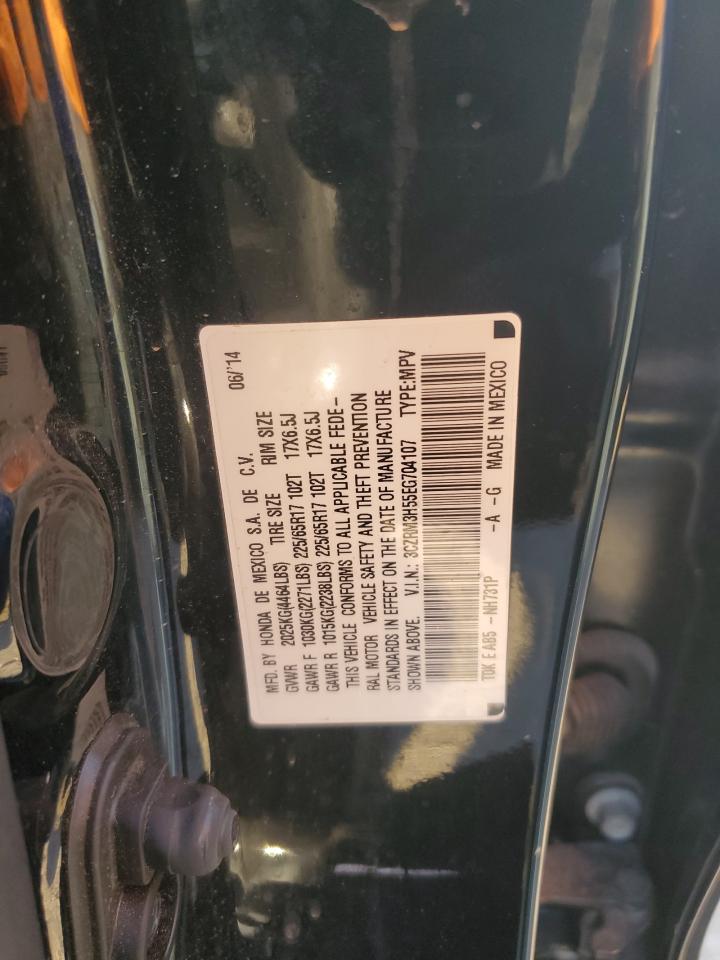 06/'14
MFD. BY HONDA DE MEXICO S.A. DE C.V.
GVWR 2025KG(4464LBS) TIRE SIZE RIM SIZE
GAWR F 1030KG(2271LBS) 225/65R17 102T 17X6.5J
GAWR R 1015KG(2238LBS) 225/65R17 102T 17X6.5J
THIS VEHICLE CONFORMS TO ALL APPLICABLE FEDE-
RAL MOTOR VEHICLE SAFETY AND THEFT PREVENTION
STANDARDS IN EFFECT ON THE DATE OF MANUFACTURE
SHOWN ABOVE. V.I.N.: 3CZRM3H55EG704107 TYPE:MPV
T0K E AB5 -NH731P -A -G MADE IN MEXICO